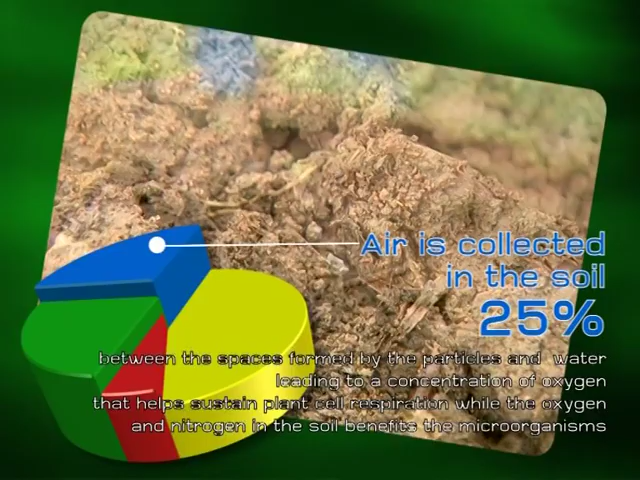 Air is collected
in the soil
25%
between the spaces formed by the particles and water
leading to a concentration of oxygen
that helps sustain plant cell respiration while the oxygen
and nitrogen in the soil benefits the microorganisms